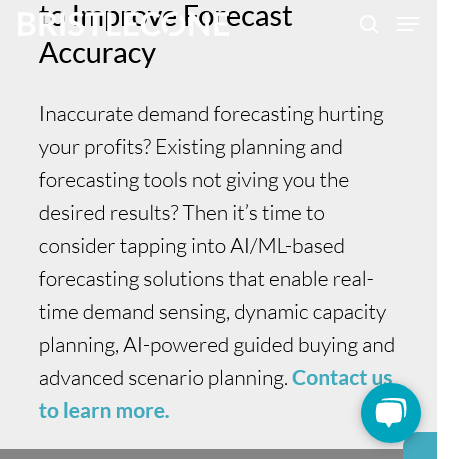 BRISTLECONE
to Improve Forecast
Accuracy
Inaccurate demand forecasting hurting
your profits? Existing planning and
forecasting tools not giving you the
desired results? Then it’s time to
consider tapping into AI/ML-based
forecasting solutions that enable real-
time demand sensing, dynamic capacity
planning, AI-powered guided buying and
advanced scenario planning. Contact us
to learn more.